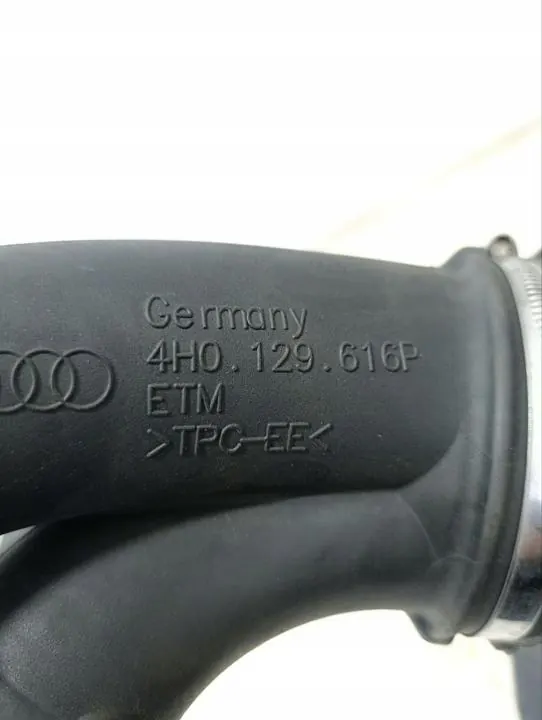 Germany
4H0.129.616P
ETM
>TPC-EE<